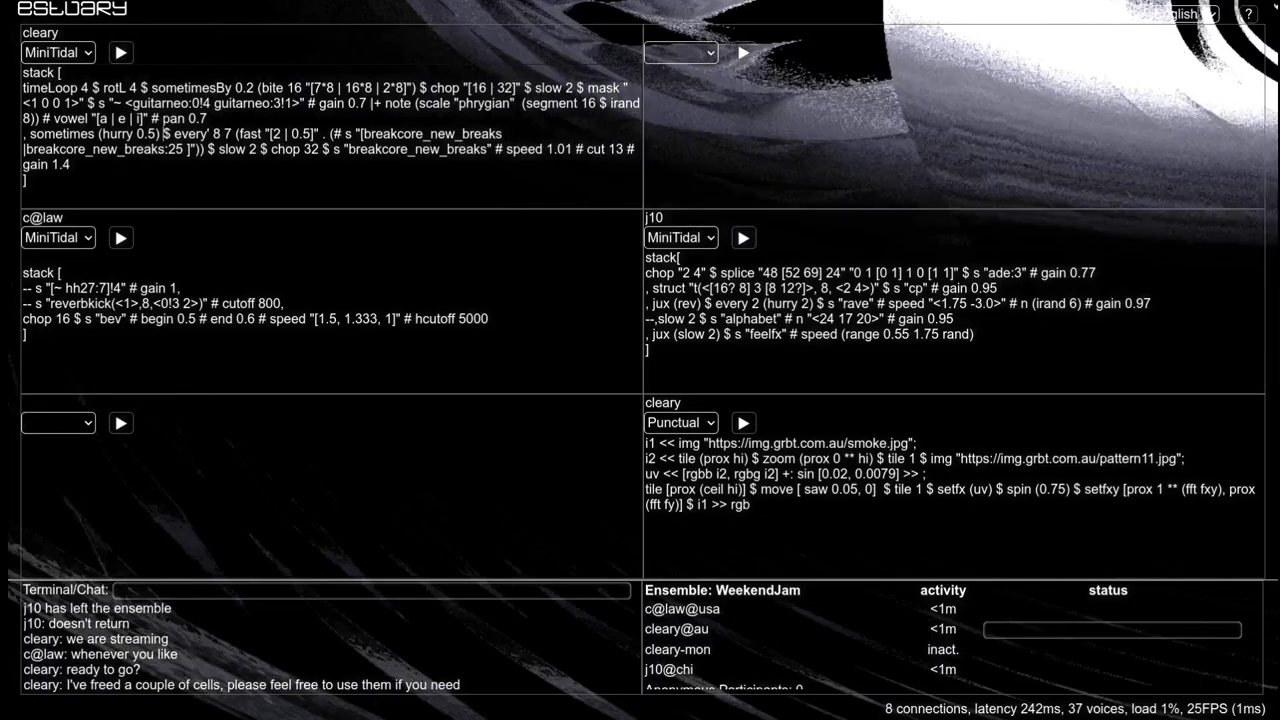 estuary
English
?
cleary
MiniTidal
stack [
timeLoop 4 $ rotL 4 $ sometimesBy 0.2 (bite 16 "[7*8 | 16*8 | 2*8]") $ chop "[16 | 32]" $ slow 2 $ mask "
<1 0 0 1>" $ s "~ <guitarneo:0!4 guitarneo:3!1>" # gain 0.7 |+ note (scale "phrygian"  (segment 16 $ irand
8)) # vowel "[a | e | i]" # pan 0.7
, sometimes (hurry 0.5) $ every' 8 7 (fast "[2 | 0.5]" . (# s "[breakcore_new_breaks
|breakcore_new_breaks:25 ]")) $ slow 2 $ chop 32 $ s "breakcore_new_breaks" # speed 1.01 # cut 13 #
gain 1.4
]
c@law
MiniTidal
stack [
-- s "[~ hh27:7]!4" # gain 1,
-- s "reverbkick(<1>,8,<0!3 2>)" # cutoff 800,
chop 16 $ s "bev" # begin 0.5 # end 0.6 # speed "[1.5, 1.333, 1]" # hcutoff 5000
]
j10
MiniTidal
stack[
chop "2 4" $ splice "48 [52 69] 24" "0 1 [0 1] 1 0 [1 1]" $ s "ade:3" # gain 0.77
, struct "t(<[16? 8] 3 [8 12?]>, 8, <2 4>)" $ s "cp" # gain 0.95
, jux (rev) $ every 2 (hurry 2) $ s "rave" # speed "<1.75 -3.0>" # n (irand 6) # gain 0.97
--,slow 2 $ s "alphabet" # n "<24 17 20>" # gain 0.95
, jux (slow 2) $ s "feelfx" # speed (range 0.55 1.75 rand)
]
cleary
Punctual
i1 << img "https://img.grbt.com.au/smoke.jpg";
i2 << tile (prox hi) $ zoom (prox 0 ** hi) $ tile 1 $ img "https://img.grbt.com.au/pattern11.jpg";
uv << [rgbb i2, rgbg i2] +: sin [0.02, 0.0079] >> ;
tile [prox (ceil hi)] $ move [ saw 0.05, 0]  $ tile 1 $ setfx (uv) $ spin (0.75) $ setfxy [prox 1 ** (fft fxy), prox
(fft fy)] $ i1 >> rgb
Terminal/Chat:
j10 has left the ensemble
j10: doesn't return
cleary: we are streaming
c@law: whenever you like
cleary: ready to go?
cleary: I've freed a couple of cells, please feel free to use them if you need
Ensemble: WeekendJam activity status
c@law@usa <1m
cleary@au <1m
cleary-mon inact.
j10@chi <1m
Anonymous Participants: 0
8 connections, latency 242ms, 37 voices, load 1%, 25FPS (1ms)